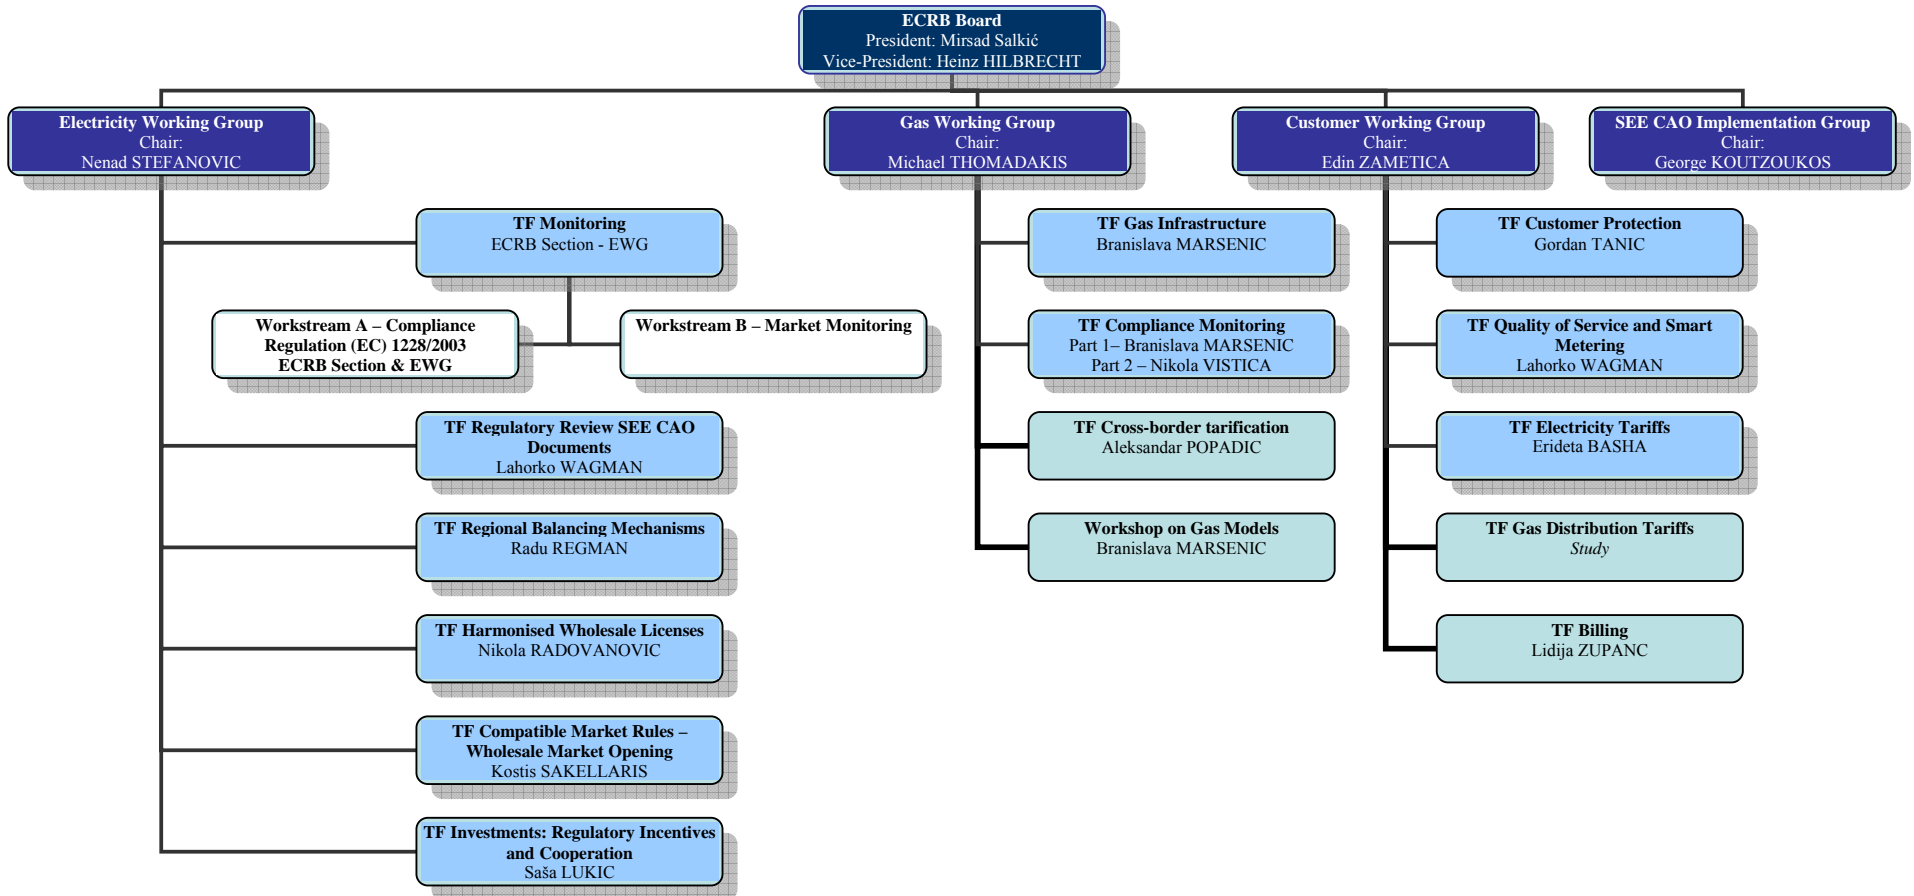 ECRB Board
President: Mirsad Salkić
Vice-President: Heinz HILBRECHT
Electricity Working Group
Chair:
Nenad STEFANOVIC
Gas Working Group
Chair:
Michael THOMADAKIS
Customer Working Group
Chair:
Edin ZAMETICA
SEE CAO Implementation Group
Chair:
George KOUTZOUKOS
TF Monitoring
ECRB Section - EWG
Workstream A – Compliance
Regulation (EC) 1228/2003
ECRB Section & EWG
Workstream B – Market Monitoring
TF Regulatory Review SEE CAO
Documents
Lahorko WAGMAN
TF Regional Balancing Mechanisms
Radu REGMAN
TF Harmonised Wholesale Licenses
Nikola RADOVANOVIC
TF Compatible Market Rules –
Wholesale Market Opening
Kostis SAKELLARIS
TF Investments: Regulatory Incentives
and Cooperation
Saša LUKIC
TF Gas Infrastructure
Branislava MARSENIC
TF Compliance Monitoring
Part 1– Branislava MARSENIC
Part 2 – Nikola VISTICA
TF Cross-border tarification
Aleksandar POPADIC
Workshop on Gas Models
Branislava MARSENIC
TF Customer Protection
Gordan TANIC
TF Quality of Service and Smart
Metering
Lahorko WAGMAN
TF Electricity Tariffs
Erideta BASHA
TF Gas Distribution Tariffs
Study
TF Billing
Lidija ZUPANC